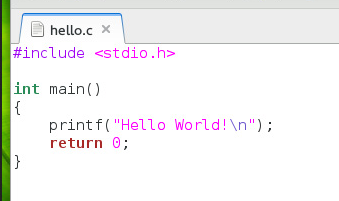 hello.c ×
#include <stdio.h>

int main()
{
    printf("Hello World!\n");
    return 0;
}